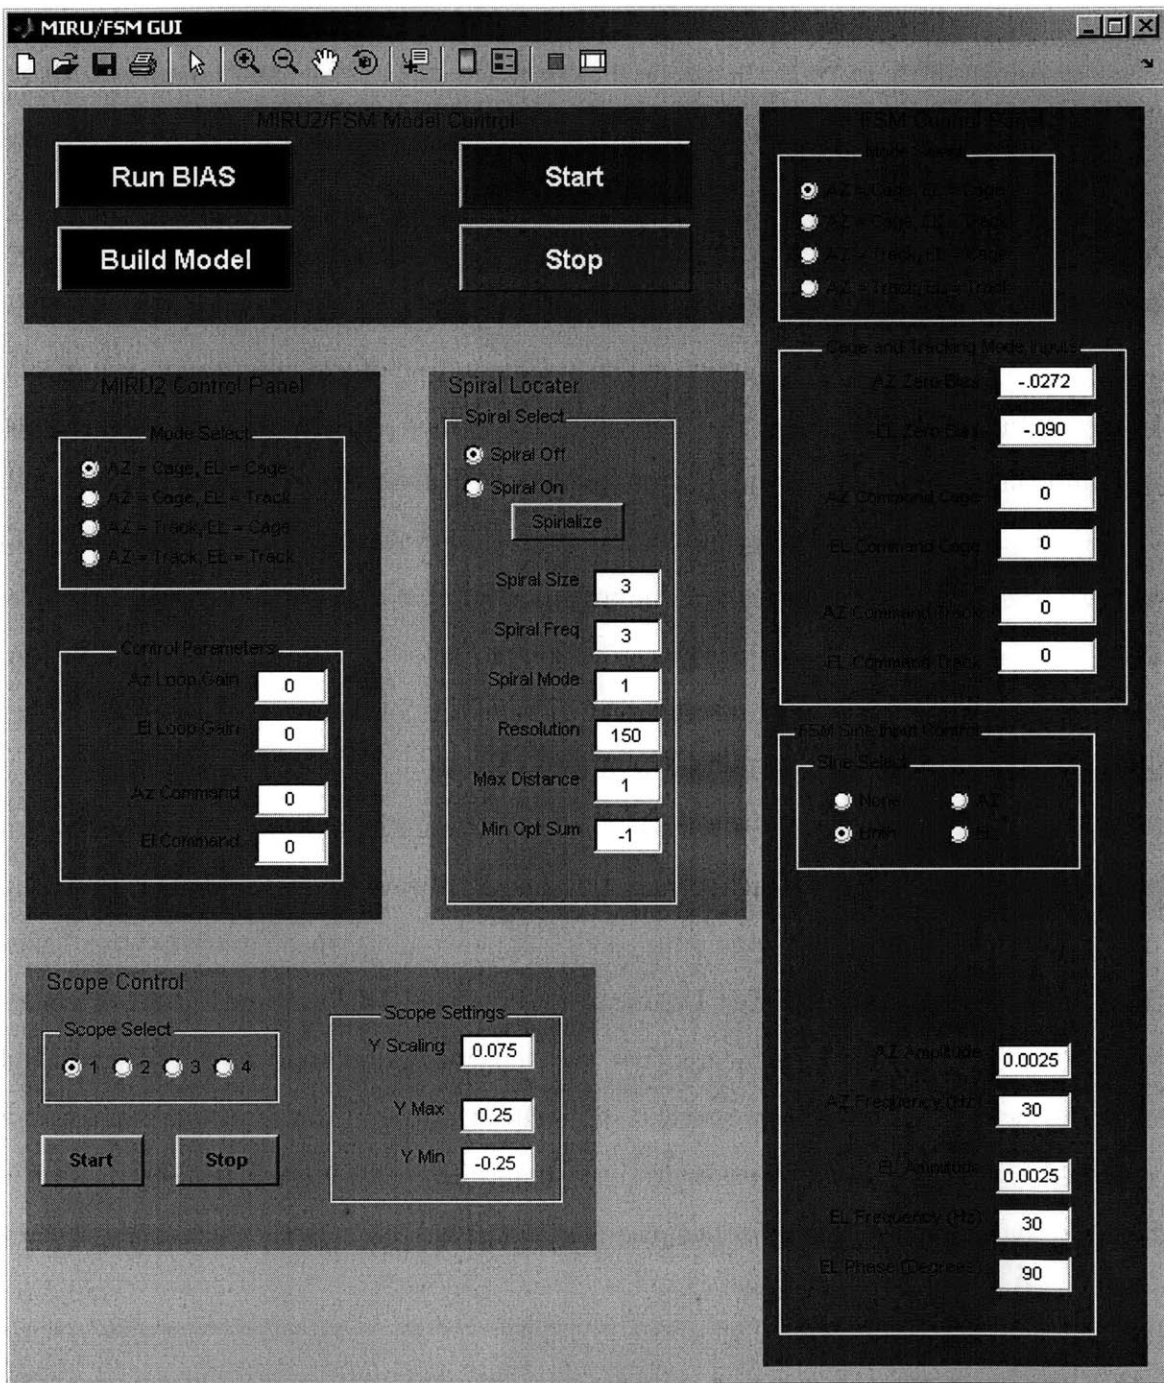 MIRU/FSM GUI
MIRU2/FSM Model Control
Run BIAS
Start
Build Model
Stop
MIRU2 Control Panel
Mode Select
AZ = Cage, EL = Cage
AZ = Cage, EL = Track
AZ = Track, EL = Cage
AZ = Track, EL = Track
Control Parameters
Az Loop Gain 0
El Loop Gain 0
Az Command 0
El Command 0
Spiral Locater
Spiral Select
Spiral Off
Spiral On
Spirialize
Spiral Size 3
Spiral Freq 3
Spiral Mode 1
Resolution 150
Max Distance 1
Min Opt Sum -1
Scope Control
Scope Select
1 2 3 4
Start
Stop
Scope Settings
Y Scaling 0.075
Y Max 0.25
Y Min -0.25
FSM Control Panel
Mode Select
AZ = Cage, EL = Cage
AZ = Cage, EL = Track
AZ = Track, EL = Cage
AZ = Track, EL = Track
Cage and Tracking Mode Inputs
AZ Zero Bias -.0272
EL Zero Bias -.090
AZ Command Cage 0
EL Command Cage 0
AZ Command Track 0
EL Command Track 0
FSM Sine Input Control
Sine Select
None AZ
Both
AZ Amplitude 0.0025
AZ Frequency (Hz) 30
EL Amplitude 0.0025
EL Frequency (Hz) 30
EL Phase (Degrees) 90